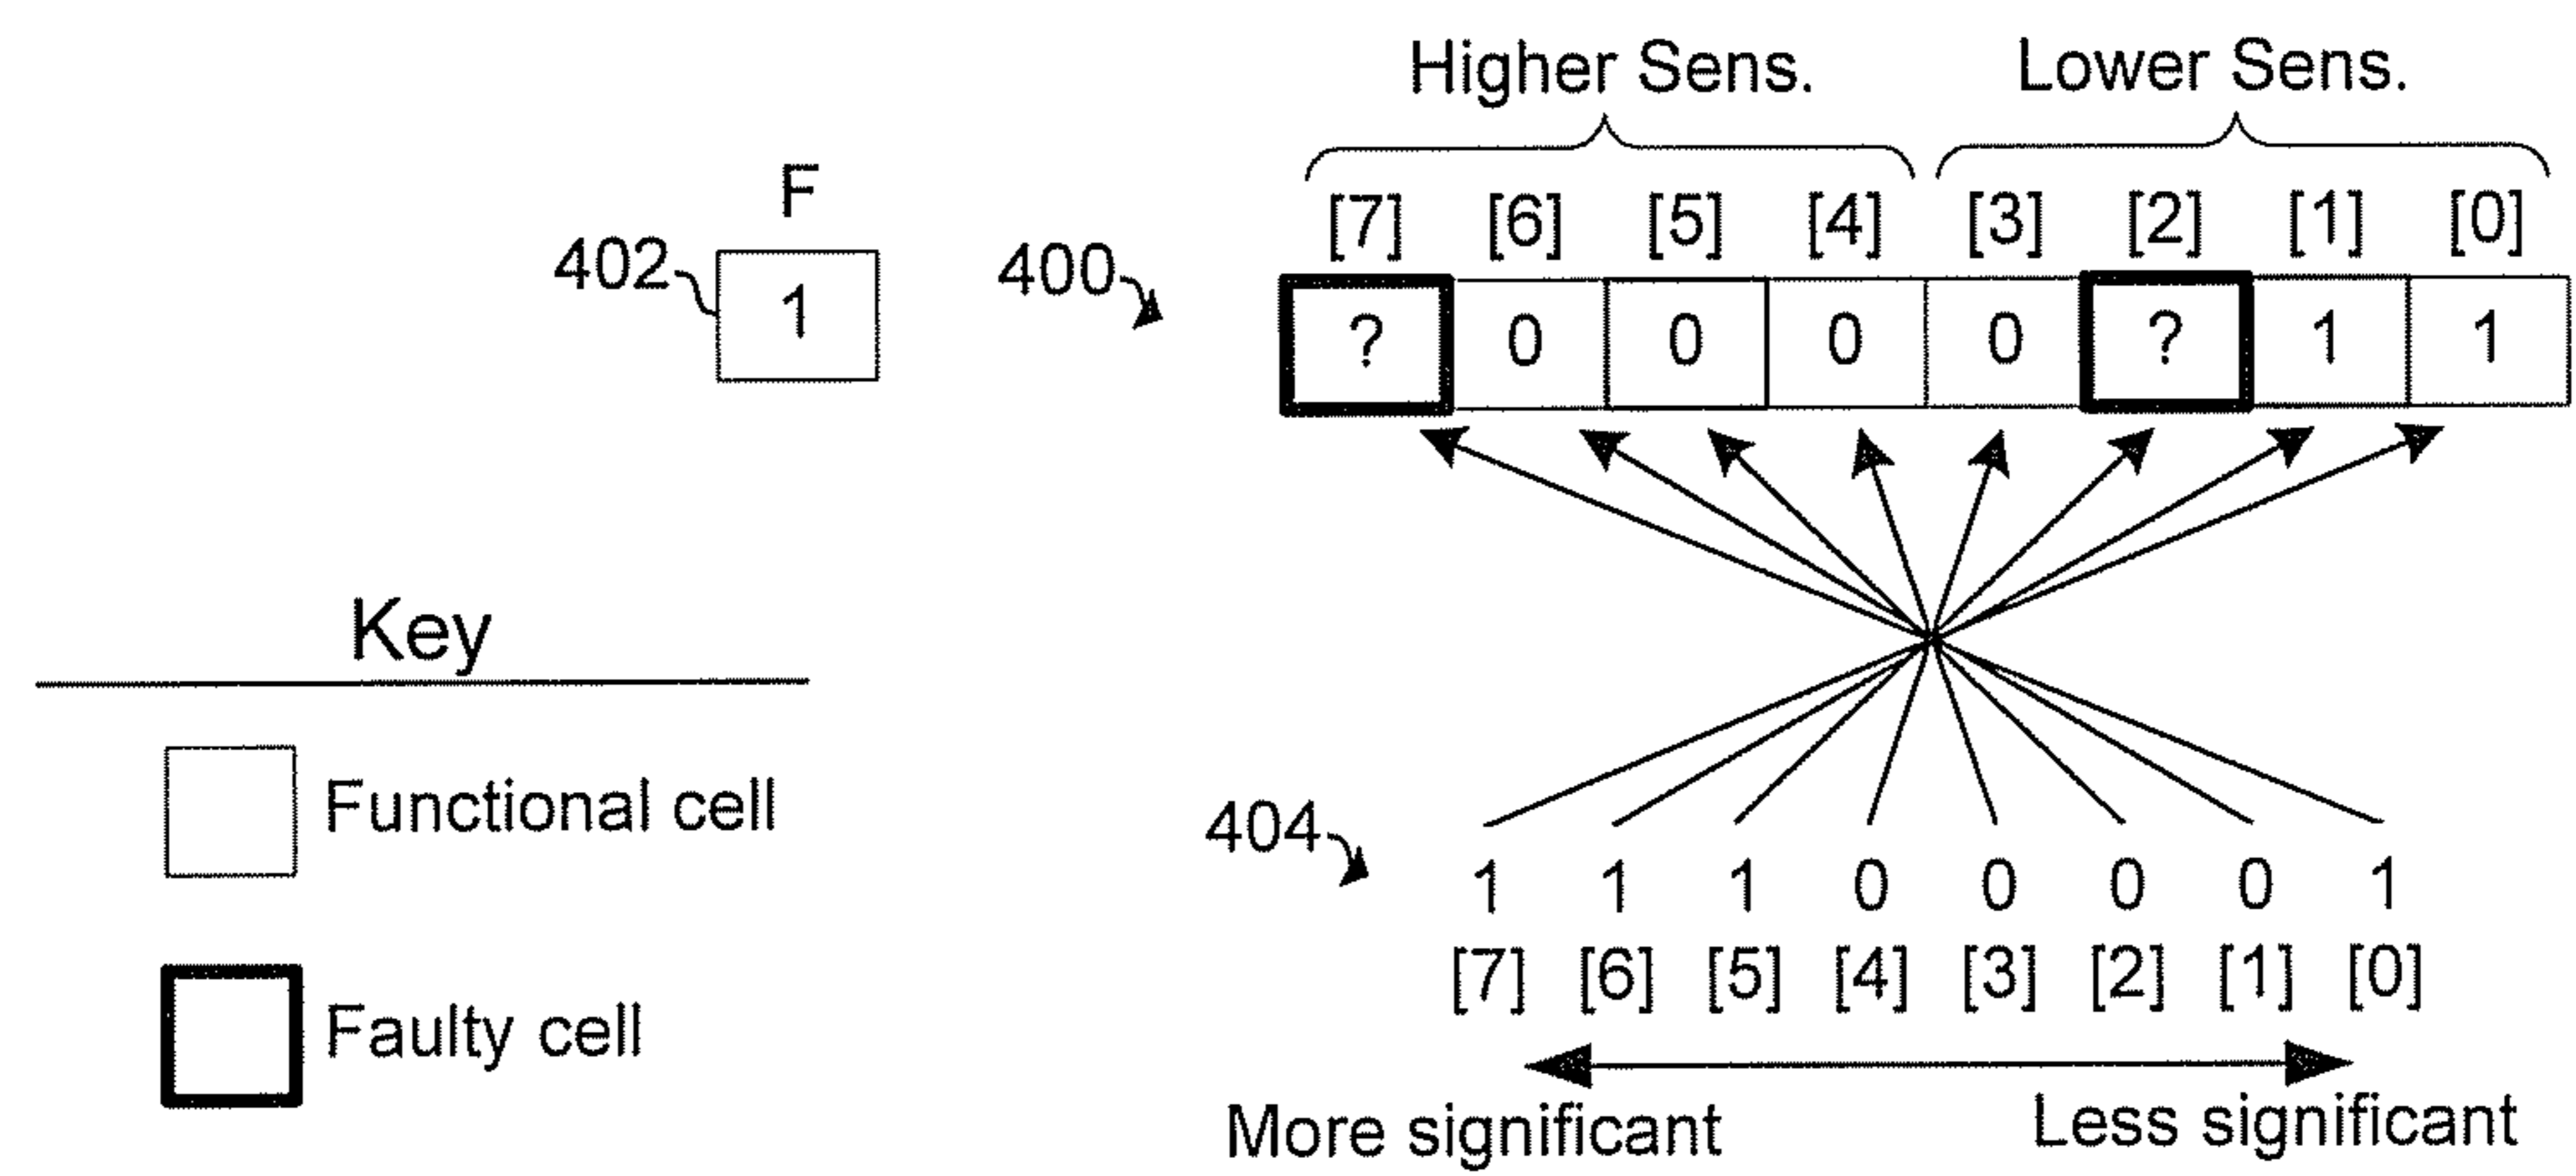 Higher Sens. Lower Sens.
F
[7] [6] [5] [4] [3] [2] [1] [0]
402 1 400 ? 0 0 0 0 ? 1 1
Key
Functional cell
404 1 1 1 0 0 0 0 1
[7] [6] [5] [4] [3] [2] [1] [0]
Faulty cell
More significant Less significant